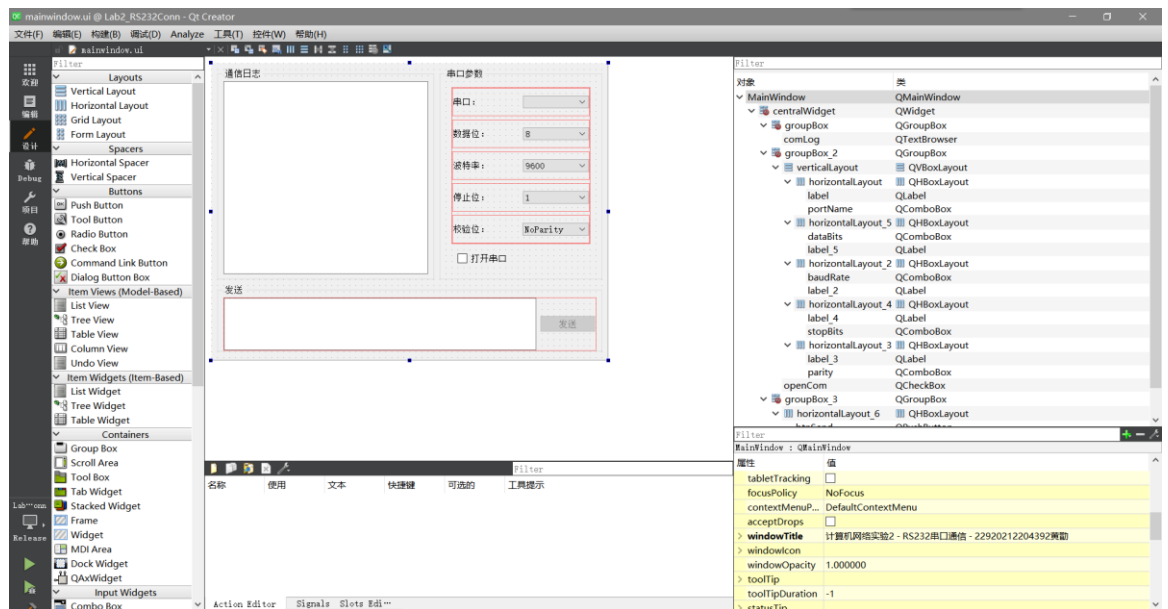 mainwindow.ui @ Lab2_RS232Conn - Qt Creator
文件(F) 编辑(E) 构建(B) 调试(D) Analyze 工具(T) 控件(W) 帮助(H)
mainwindow.ui
欢迎
编辑
设计
Debug
项目
帮助
Lab···onn
Release
Filter
Layouts
Vertical Layout
Horizontal Layout
Grid Layout
Form Layout
Spacers
Horizontal Spacer
Vertical Spacer
Buttons
Push Button
Tool Button
Radio Button
Check Box
Command Link Button
Dialog Button Box
Item Views (Model-Based)
List View
Tree View
Table View
Column View
Undo View
Item Widgets (Item-Based)
List Widget
Tree Widget
Table Widget
Containers
Group Box
Scroll Area
Tool Box
Tab Widget
Stacked Widget
Frame
Widget
MDI Area
Dock Widget
QAxWidget
Input Widgets
Combo Box
通信日志
串口参数
串口:
数据位: 8
波特率: 9600
停止位: 1
校验位: NoParity
打开串口
发送
发送
Filter
名称 使用 文本 快捷键 可选的 工具提示
Action Editor Signals Slots Edi···
Filter
对象 类
MainWindow QMainWindow
centralWidget QWidget
groupBox QGroupBox
comLog QTextBrowser
groupBox_2 QGroupBox
verticalLayout QVBoxLayout
horizontalLayout QHBoxLayout
label QLabel
portName QComboBox
horizontalLayout_5 QHBoxLayout
dataBits QComboBox
label_5 QLabel
horizontalLayout_2 QHBoxLayout
baudRate QComboBox
label_2 QLabel
horizontalLayout_4 QHBoxLayout
label_4 QLabel
stopBits QComboBox
horizontalLayout_3 QHBoxLayout
label_3 QLabel
parity QComboBox
openCom QCheckBox
groupBox_3 QGroupBox
horizontalLayout_6 QHBoxLayout
btnSend QPushButton
Filter
MainWindow : QMainWindow
属性 值
tabletTracking
focusPolicy NoFocus
contextMenuP... DefaultContextMenu
acceptDrops
windowTitle 计算机网络实验2 - RS232串口通信 - 22920212204392黄勖
windowIcon
windowOpacity 1.000000
toolTip
toolTipDuration -1
statusTip